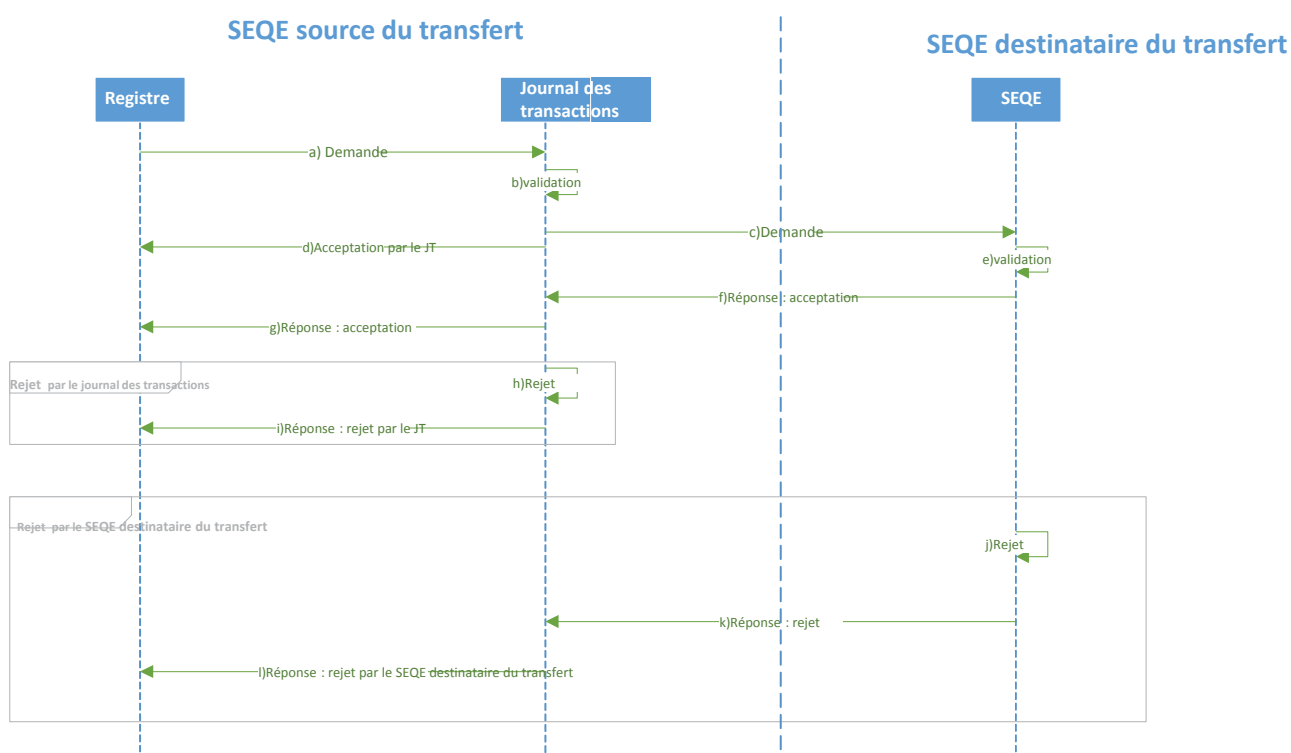 SEQE source du transfert
SEQE destinataire du transfert
Registre
Journal des
transactions
SEQE
a) Demande
b)validation
c)Demande
d)Acceptation par le JT
e)validation
f)Réponse : acceptation
g)Réponse : acceptation
Rejet par le journal des transactions
h)Rejet
i)Réponse : rejet par le JT
Rejet par le SEQE destinataire du transfert
j)Rejet
k)Réponse : rejet
l)Réponse : rejet par le SEQE destinataire du transfert